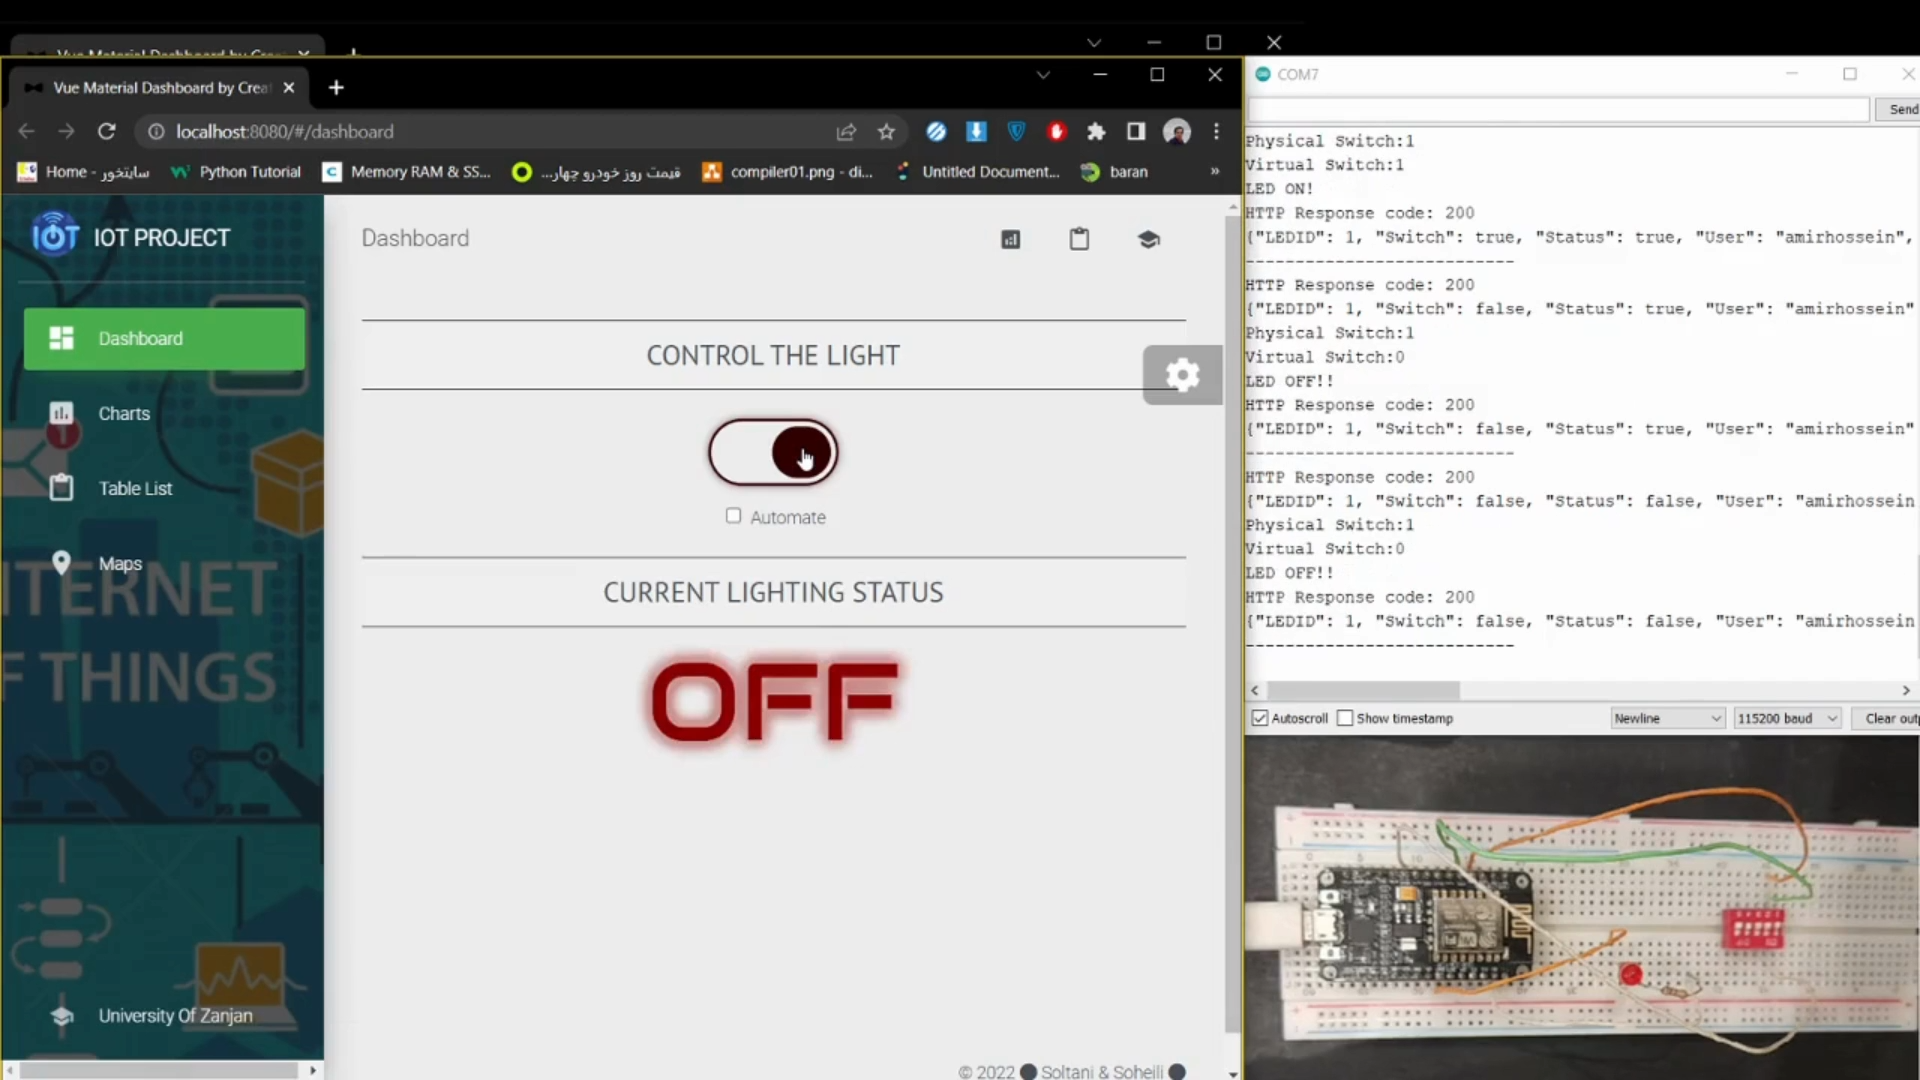 Vue Material Dashboard by Crea
localhost:8080/#/dashboard
Home - سایتخور
Python Tutorial
Memory RAM & SS...
قیمت روز خودرو چهار...
compiler01.png - di...
Untitled Document...
baran
»
IOT
IOT PROJECT
Dashboard
Charts
Table List
Maps
INTERNET
OF THINGS
University Of Zanjan
Dashboard
CONTROL THE LIGHT
Automate
CURRENT LIGHTING STATUS
OFF
© 2022 Soltani & Soheili
COM7
Send
Physical Switch:1
Virtual Switch:1
LED ON!
HTTP Response code: 200
{"LEDID": 1, "Switch": true, "Status": true, "User": "amirhossein",
---------------------------
HTTP Response code: 200
{"LEDID": 1, "Switch": false, "Status": true, "User": "amirhossein"
Physical Switch:1
Virtual Switch:0
LED OFF!!
HTTP Response code: 200
{"LEDID": 1, "Switch": false, "Status": true, "User": "amirhossein"
---------------------------
HTTP Response code: 200
{"LEDID": 1, "Switch": false, "Status": false, "User": "amirhossein
Physical Switch:1
Virtual Switch:0
LED OFF!!
HTTP Response code: 200
{"LEDID": 1, "Switch": false, "Status": false, "User": "amirhossein
---------------------------
Autoscroll
Show timestamp
Newline
115200 baud
Clear out